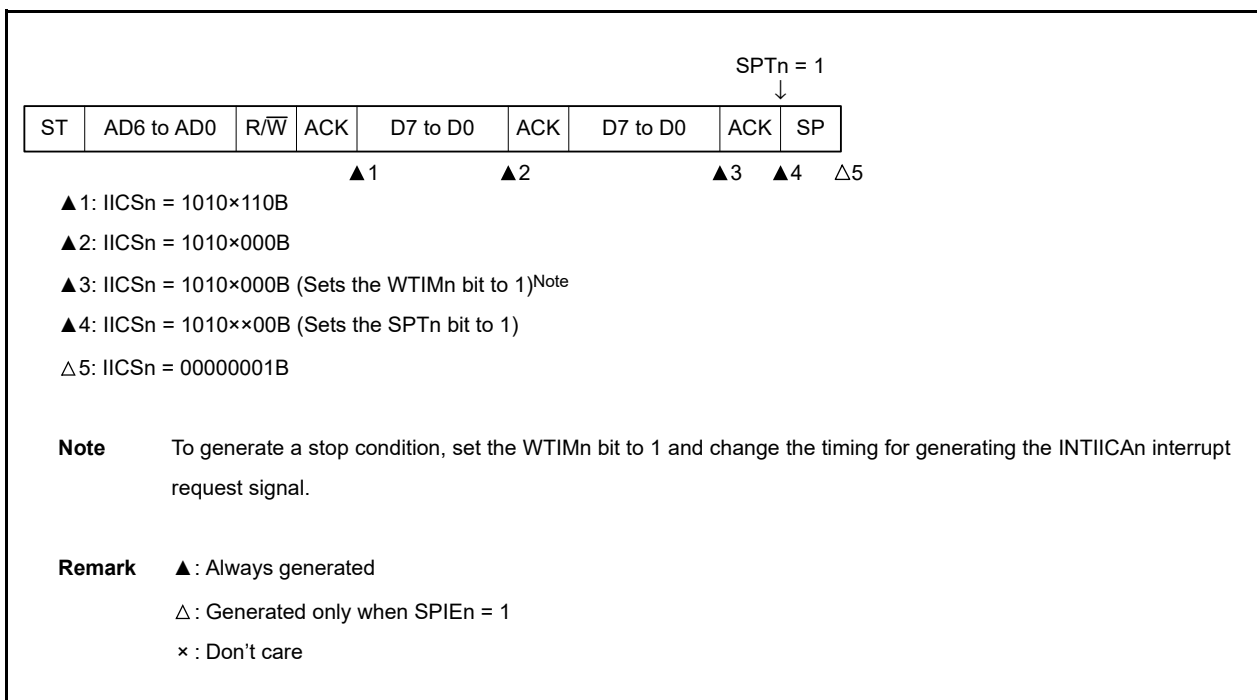 SPTn = 1
↓
ST AD6 to AD0 R/W̅ ACK D7 to D0 ACK D7 to D0 ACK SP
▲1 ▲2 ▲3 ▲4 △5
▲1: IICSn = 1010×110B
▲2: IICSn = 1010×000B
▲3: IICSn = 1010×000B (Sets the WTIMn bit to 1)Note
▲4: IICSn = 1010××00B (Sets the SPTn bit to 1)
△5: IICSn = 00000001B
Note To generate a stop condition, set the WTIMn bit to 1 and change the timing for generating the INTIICAn interrupt
request signal.
Remark ▲: Always generated
△: Generated only when SPIEn = 1
× : Don't care